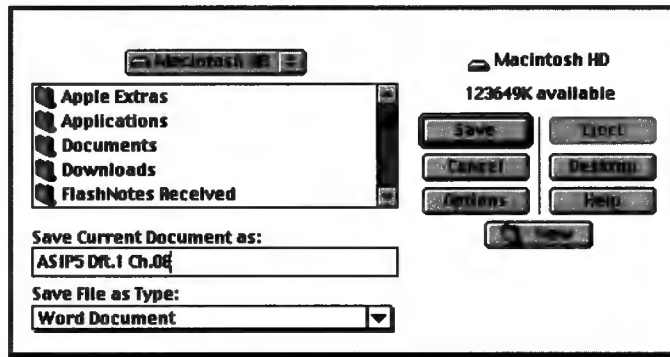 Macintosh HD
Apple Extras
Applications
Documents
Downloads
FlashNotes Received
Save Current Document as:
ASIP5 Dft.1 Ch.08
Save File as Type:
Word Document
Macintosh HD
123649K available
Save
Eject
Cancel
Desktop
Options
Help
New